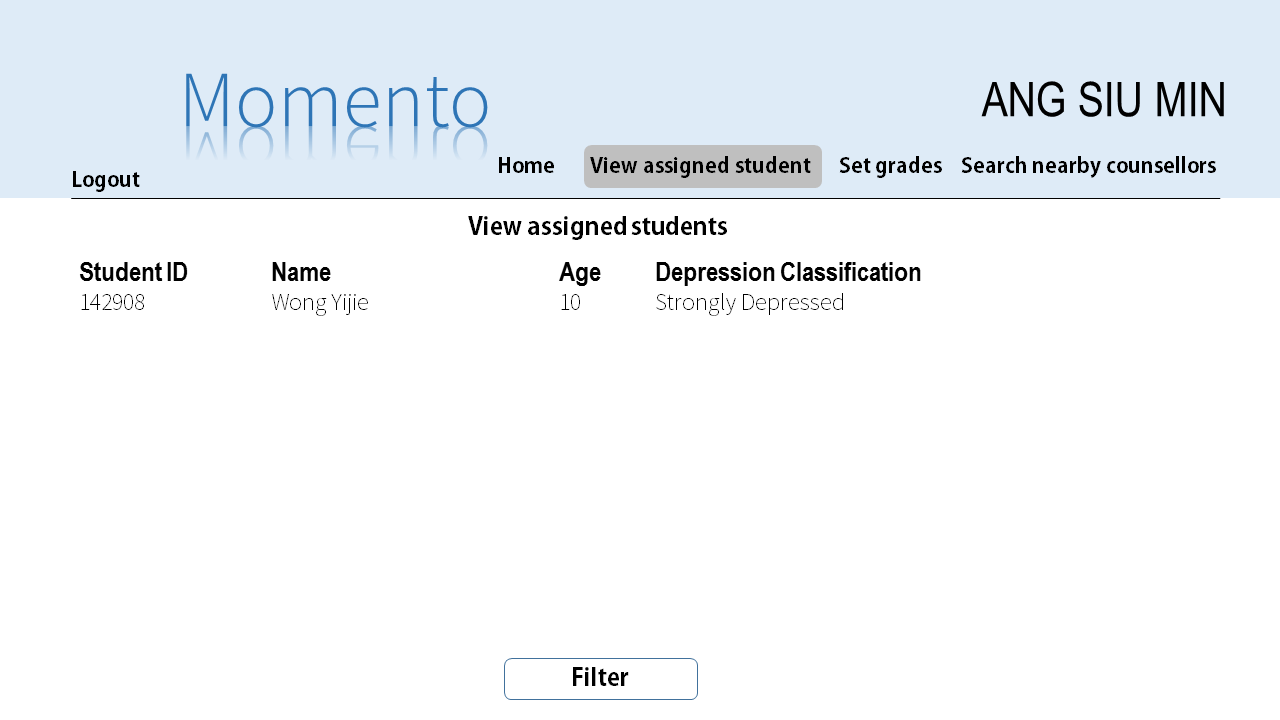 Momento
ANG SIU MIN
Home View assigned student Set grades Search nearby counsellors
Logout
View assigned students
Student ID Name Age Depression Classification
142908 Wong Yijie 10 Strongly Depressed
Filter